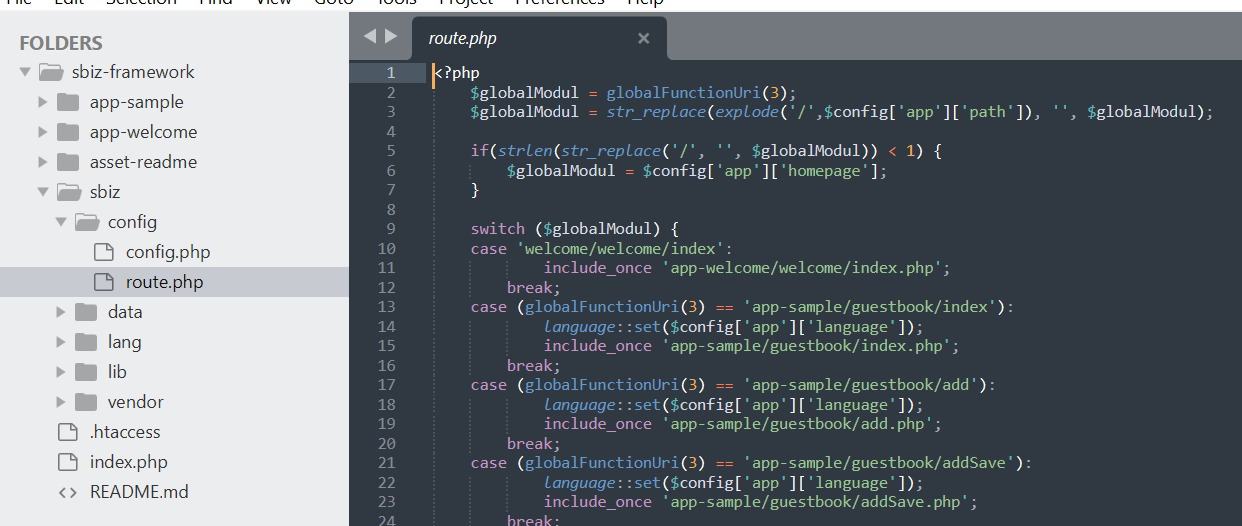 File Edit Selection Find View Goto Tools Project Preferences Help
FOLDERS
sbiz-framework
app-sample
app-welcome
asset-readme
sbiz
config
config.php
route.php
data
lang
lib
vendor
.htaccess
index.php
README.md
route.php
1 <?php
2 $globalModul = globalFunctionUri(3);
3 $globalModul = str_replace(explode('/',$config['app']['path']), '', $globalModul);
4
5 if(strlen(str_replace('/', '', $globalModul)) < 1) {
6 $globalModul = $config['app']['homepage'];
7 }
8
9 switch ($globalModul) {
10 case 'welcome/welcome/index':
11 include_once 'app-welcome/welcome/index.php';
12 break;
13 case (globalFunctionUri(3) == 'app-sample/guestbook/index'):
14 language::set($config['app']['language']);
15 include_once 'app-sample/guestbook/index.php';
16 break;
17 case (globalFunctionUri(3) == 'app-sample/guestbook/add'):
18 language::set($config['app']['language']);
19 include_once 'app-sample/guestbook/add.php';
20 break;
21 case (globalFunctionUri(3) == 'app-sample/guestbook/addSave'):
22 language::set($config['app']['language']);
23 include_once 'app-sample/guestbook/addSave.php';
24 break;